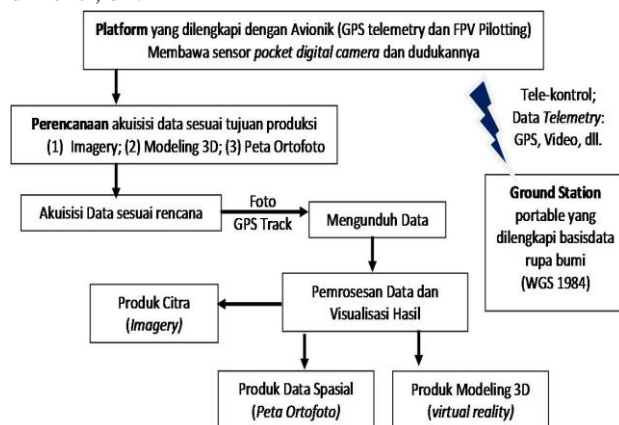 Platform yang dilengkapi dengan Avionik (GPS telemetry dan FPV Pilotting)
Membawa sensor pocket digital camera dan dudukannya
Tele-kontrol;
Data Telemetry:
GPS, Video, dll.
Perencanaan akuisisi data sesuai tujuan produksi
(1) Imagery; (2) Modeling 3D; (3) Peta Ortofoto
Ground Station
portable yang
dilengkapi basisdata
rupa bumi
(WGS 1984)
Akuisisi Data sesuai rencana
Foto
GPS Track
Mengunduh Data
Pemrosesan Data dan
Visualisasi Hasil
Produk Citra
(Imagery)
Produk Data Spasial
(Peta Ortofoto)
Produk Modeling 3D
(virtual reality)